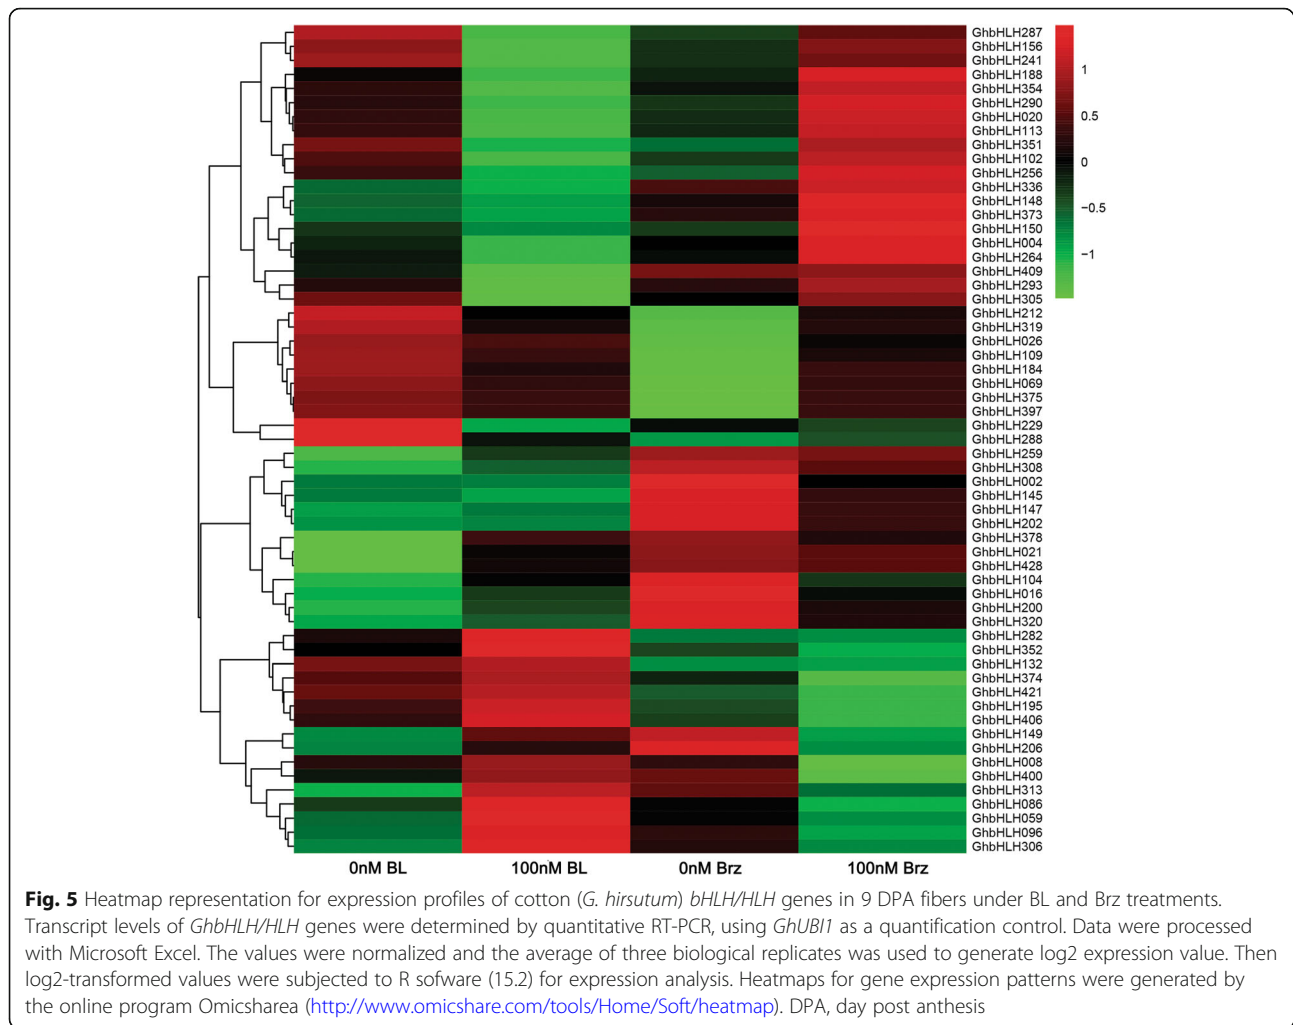 GhbHLH287
GhbHLH156
GhbHLH241
GhbHLH188
GhbHLH354
GhbHLH290
GhbHLH020
GhbHLH113
GhbHLH351
GhbHLH102
GhbHLH256
GhbHLH336
GhbHLH148
GhbHLH373
GhbHLH150
GhbHLH004
GhbHLH264
GhbHLH409
GhbHLH293
GhbHLH305
GhbHLH212
GhbHLH319
GhbHLH026
GhbHLH109
GhbHLH184
GhbHLH069
GhbHLH375
GhbHLH397
GhbHLH229
GhbHLH288
GhbHLH259
GhbHLH308
GhbHLH002
GhbHLH145
GhbHLH147
GhbHLH202
GhbHLH378
GhbHLH021
GhbHLH428
GhbHLH104
GhbHLH016
GhbHLH200
GhbHLH320
GhbHLH282
GhbHLH352
GhbHLH132
GhbHLH374
GhbHLH421
GhbHLH195
GhbHLH406
GhbHLH149
GhbHLH206
GhbHLH008
GhbHLH400
GhbHLH313
GhbHLH086
GhbHLH059
GhbHLH096
GhbHLH306
1
0.5
0
−0.5
−1
0nM BL 100nM BL 0nM Brz 100nM Brz
Fig. 5 Heatmap representation for expression profiles of cotton (G. hirsutum) bHLH/HLH genes in 9 DPA fibers under BL and Brz treatments.
Transcript levels of GhbHLH/HLH genes were determined by quantitative RT-PCR, using GhUBI1 as a quantification control. Data were processed
with Microsoft Excel. The values were normalized and the average of three biological replicates was used to generate log2 expression value. Then
log2-transformed values were subjected to R sofware (15.2) for expression analysis. Heatmaps for gene expression patterns were generated by
the online program Omicsharea (http://www.omicshare.com/tools/Home/Soft/heatmap). DPA, day post anthesis